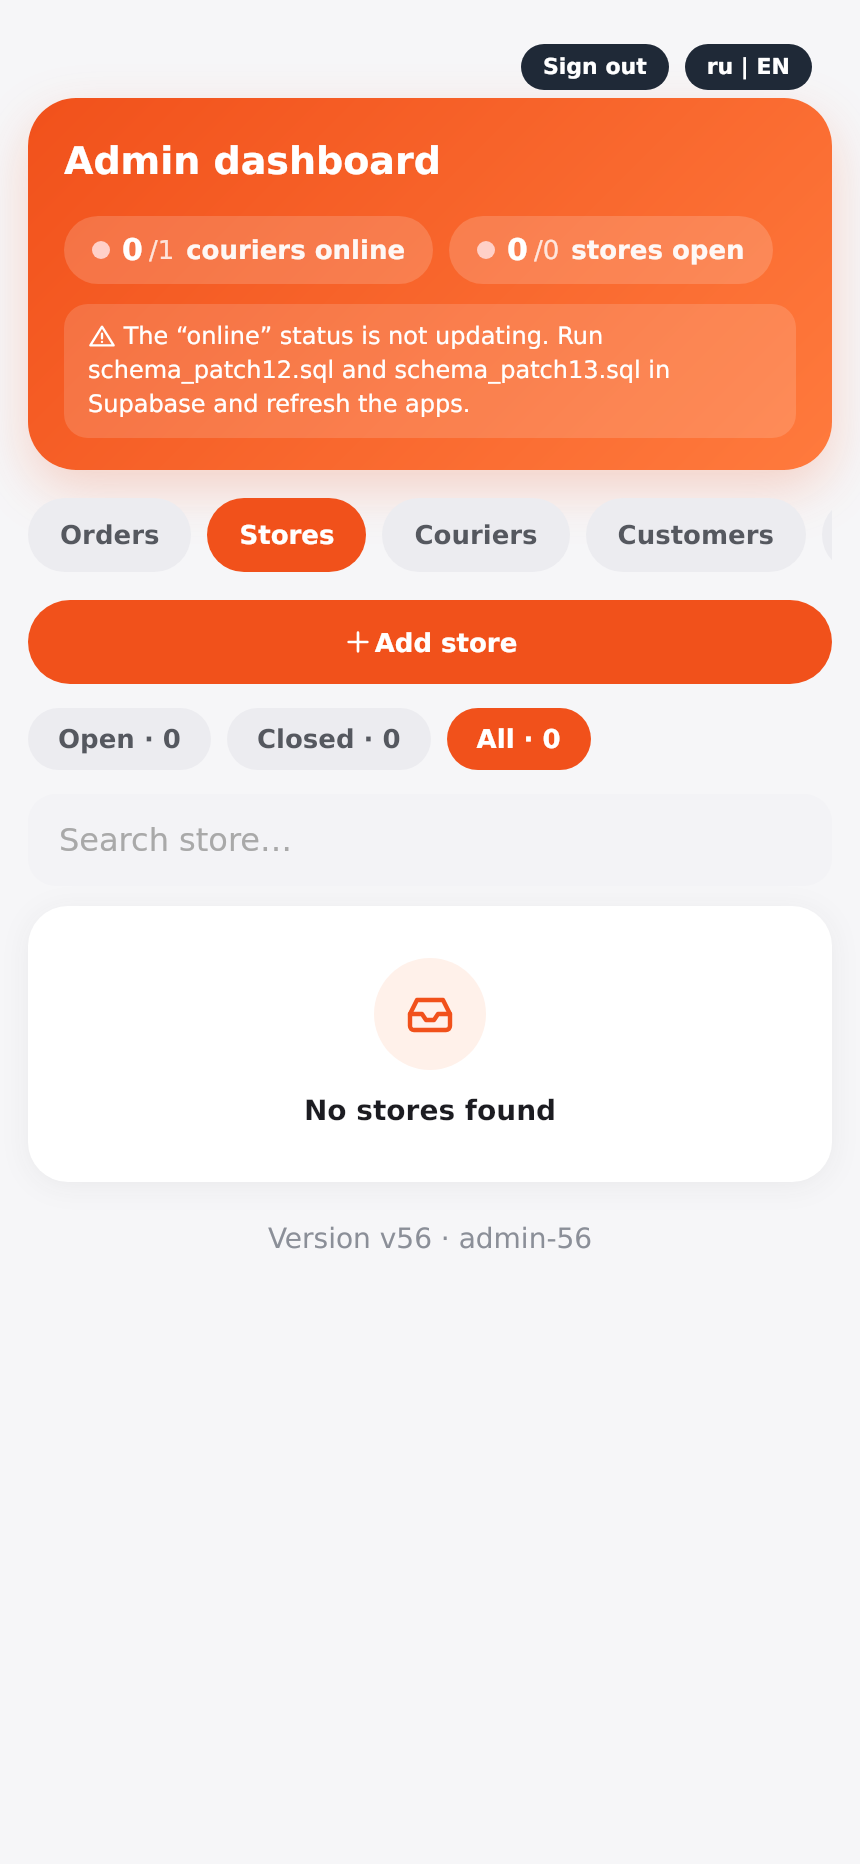 Sign out
ru | EN
Admin dashboard
0 /1 couriers online
0 /0 stores open
The “online” status is not updating. Run
schema_patch12.sql and schema_patch13.sql in
Supabase and refresh the apps.
Orders
Stores
Couriers
Customers
+ Add store
Open · 0
Closed · 0
All · 0
Search store...
No stores found
Version v56 · admin-56